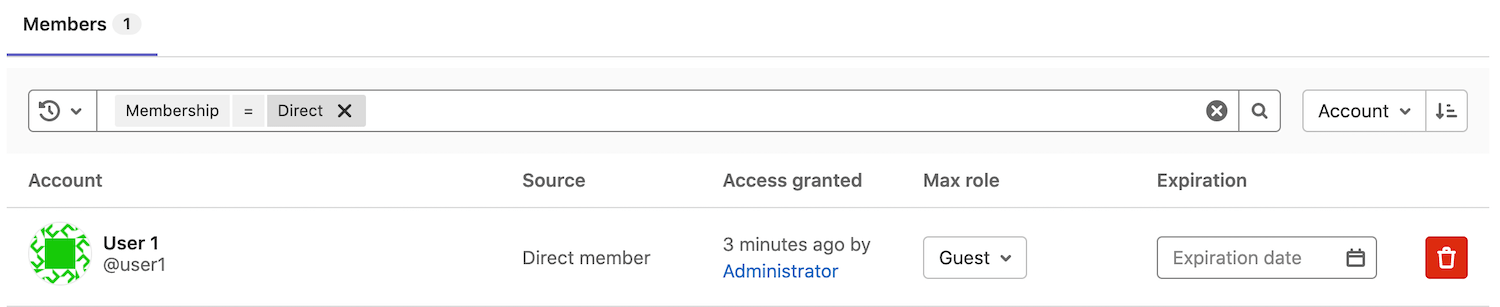 Members 1
Membership = Direct
Account
Account Source Access granted Max role Expiration
User 1
@user1
Direct member
3 minutes ago by
Administrator
Guest
Expiration date